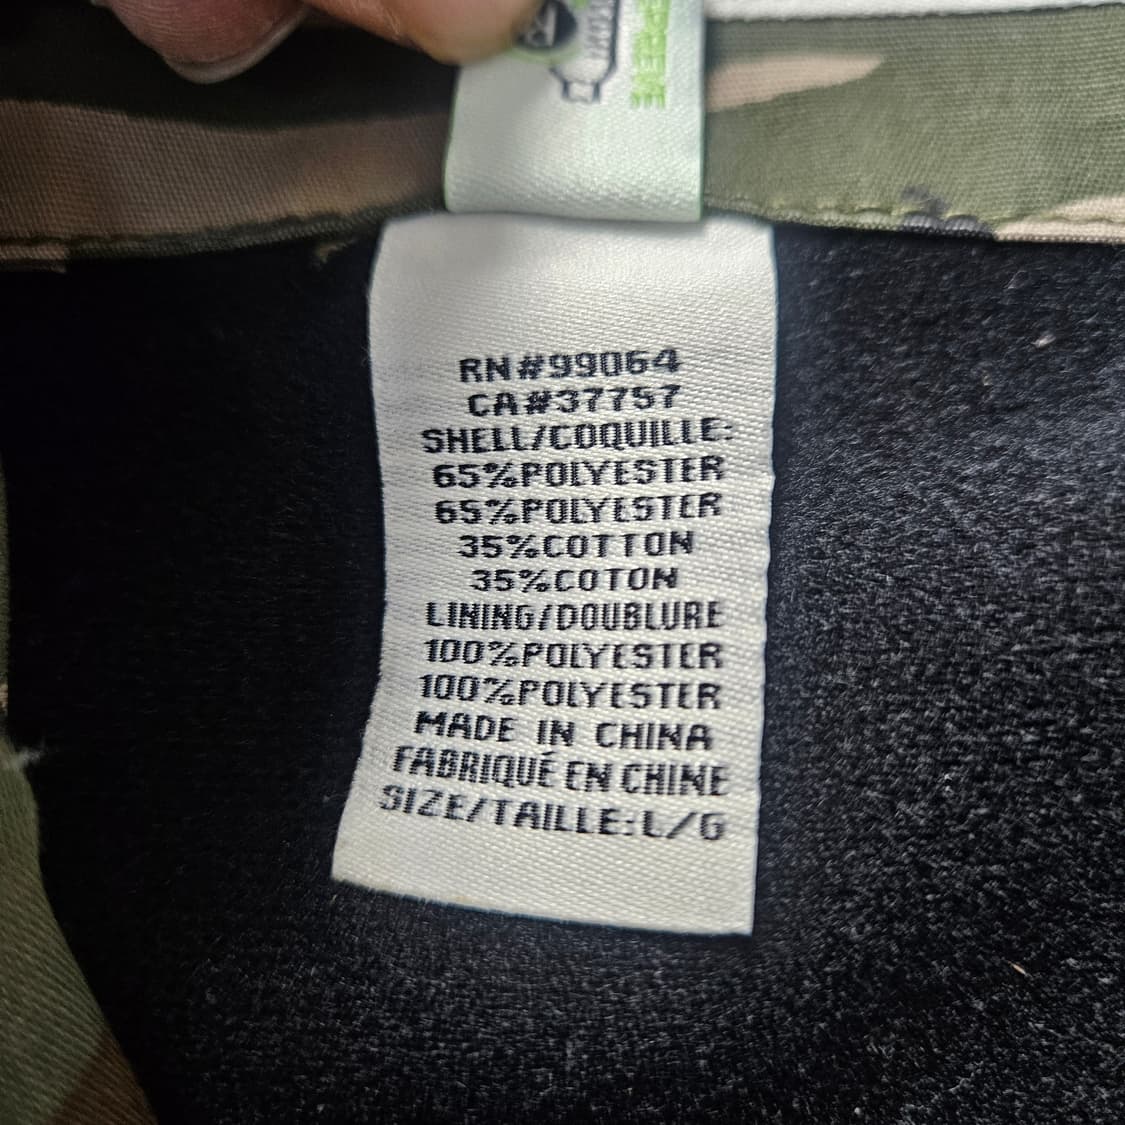 RN#99064
CA#37757
SHELL/COQUILLE:
65%POLYESTER
65%POLYESTER
35%COTTON
35%COTON
LINING/DOUBLURE
100%POLYESTER
100%POLYESTER
MADE IN CHINA
FABRIQUÉ EN CHINE
SIZE/TAILLE:L/G